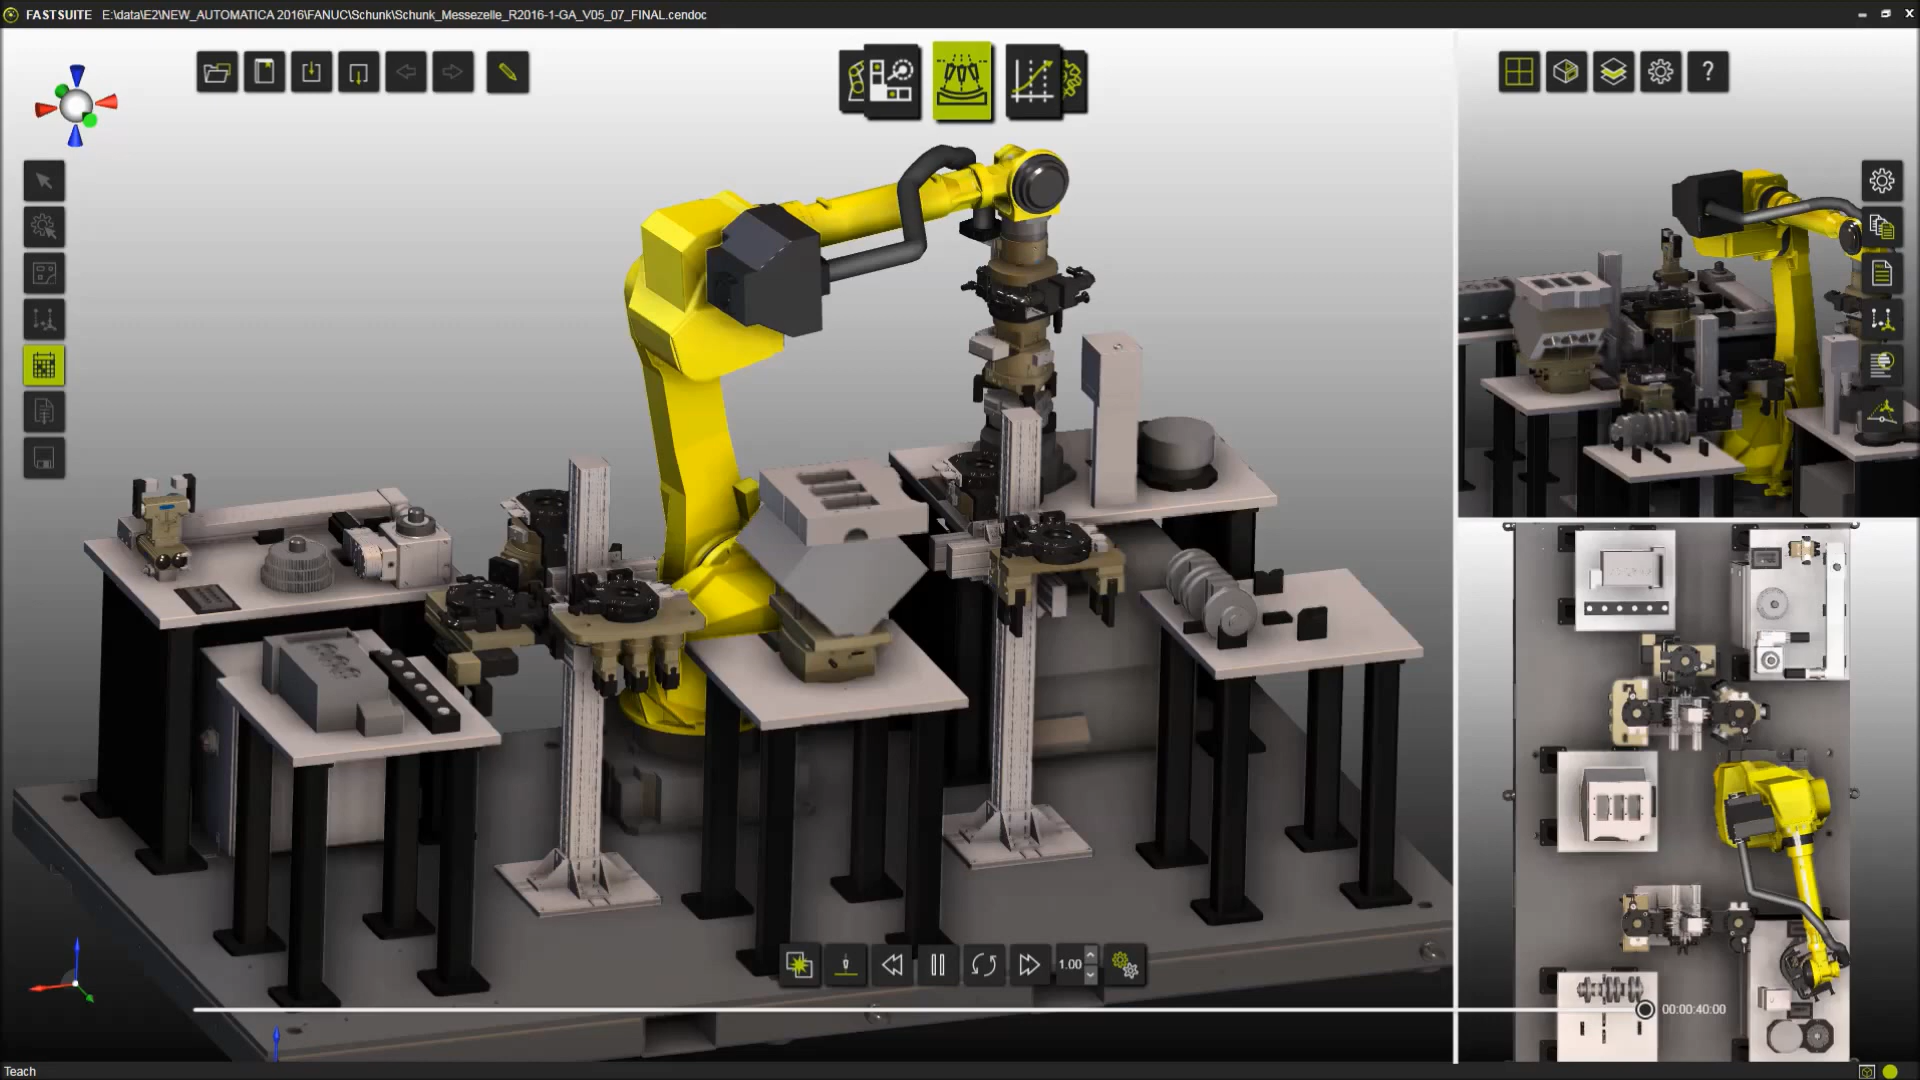 FASTSUITE E:\data\E2\NEW_AUTOMATICA 2016\FANUC\Schunk\Schunk_Messezelle_R2016-1-GA_V05_07_FINAL.cendoc
?
1.00
00:00:40:00
Teach